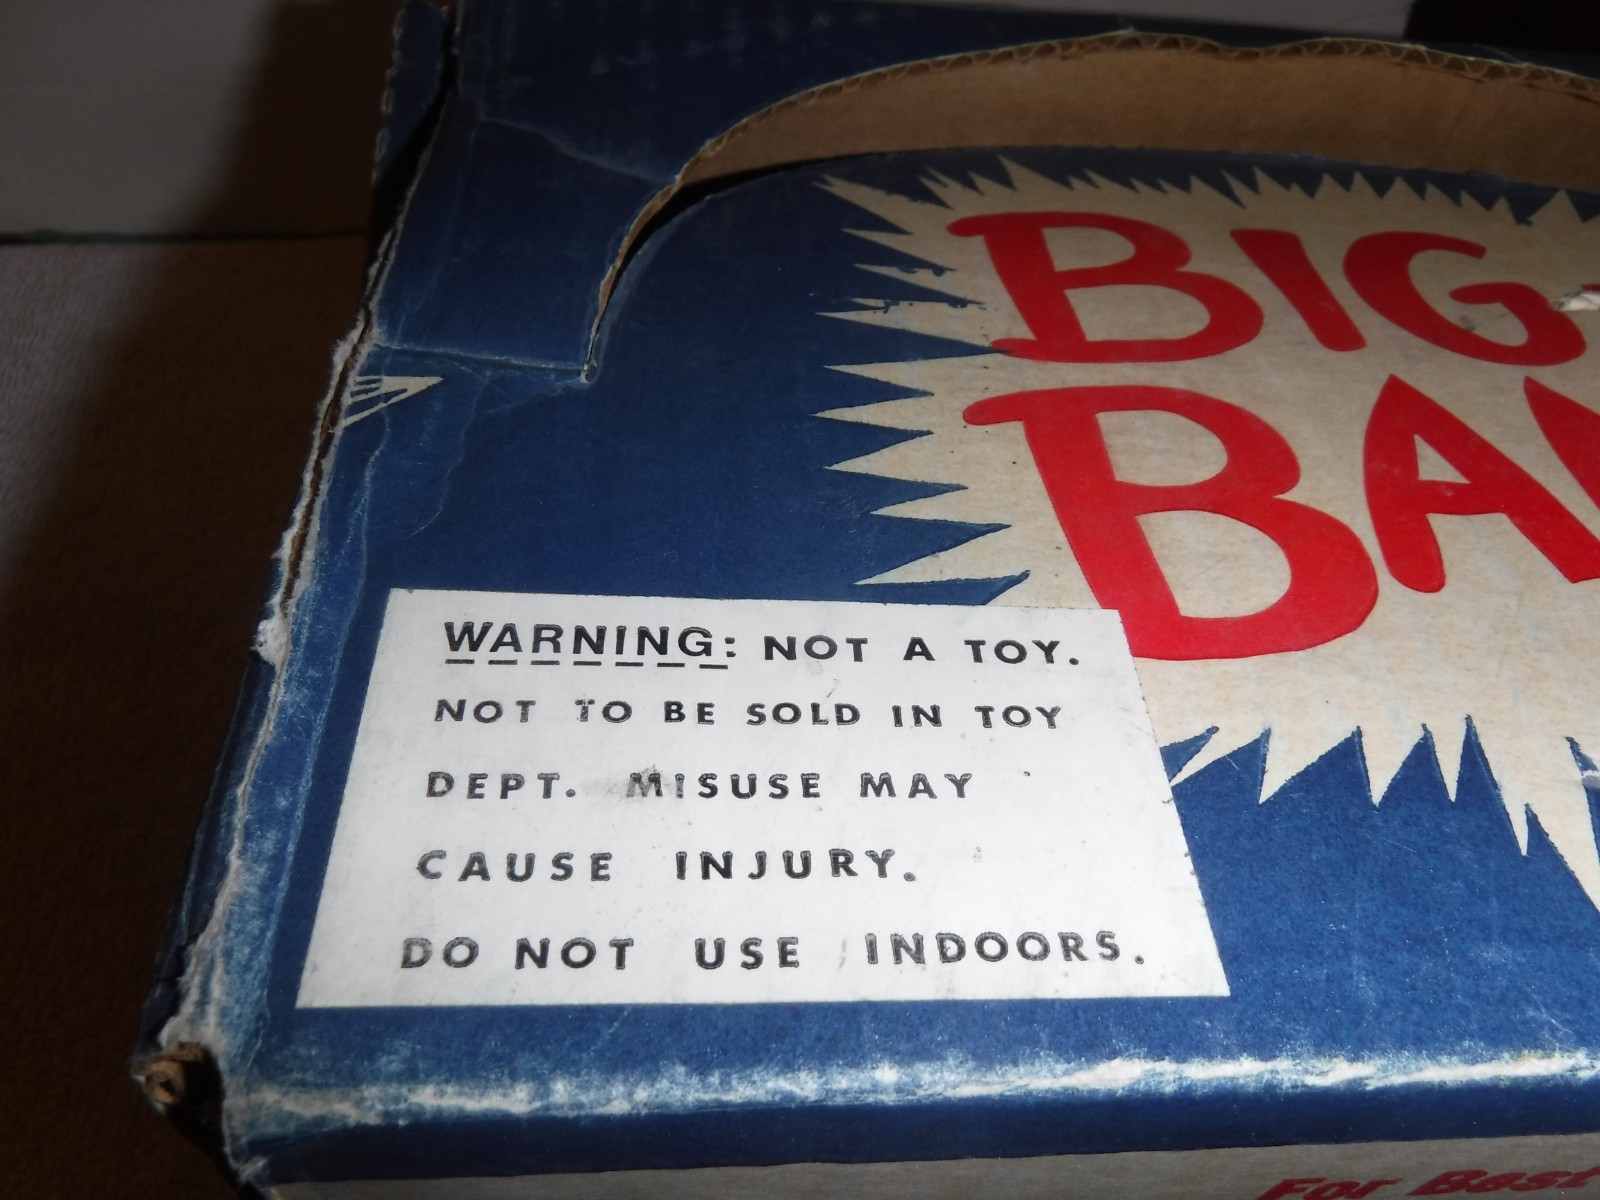 BIG-
BA
WARNING: NOT A TOY.
NOT TO BE SOLD IN TOY
DEPT. MISUSE MAY
CAUSE INJURY.
DO NOT USE INDOORS.
For Best